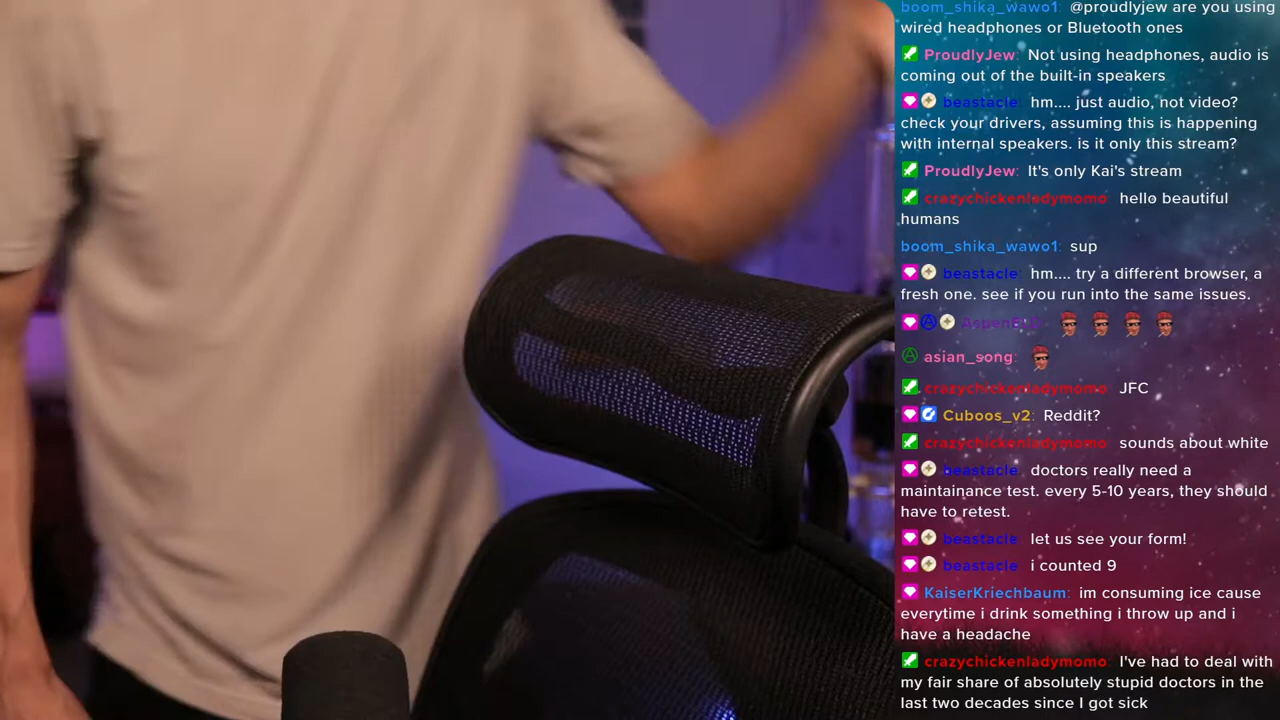 boom_shika_wawo1: @proudlyjew are you using
wired headphones or Bluetooth ones
ProudlyJew: Not using headphones, audio is
coming out of the built-in speakers
beastacle: hm.... just audio, not video?
check your drivers, assuming this is happening
with internal speakers. is it only this stream?
ProudlyJew: It's only Kai's stream
crazychickenladymomo: hello beautiful
humans
boom_shika_wawo1: sup
beastacle: hm.... try a different browser, a
fresh one. see if you run into the same issues.
asian_song:
crazychickenladymomo: JFC
Cuboos_v2: Reddit?
crazychickenladymomo: sounds about white
beastacle: doctors really need a
maintainance test. every 5-10 years, they should
have to retest.
beastacle: let us see your form!
beastacle: i counted 9
KaiserKriechbaum: im consuming ice cause
everytime i drink something i throw up and i
have a headache
crazychickenladymomo: I've had to deal with
my fair share of absolutely stupid doctors in the
last two decades since I got sick